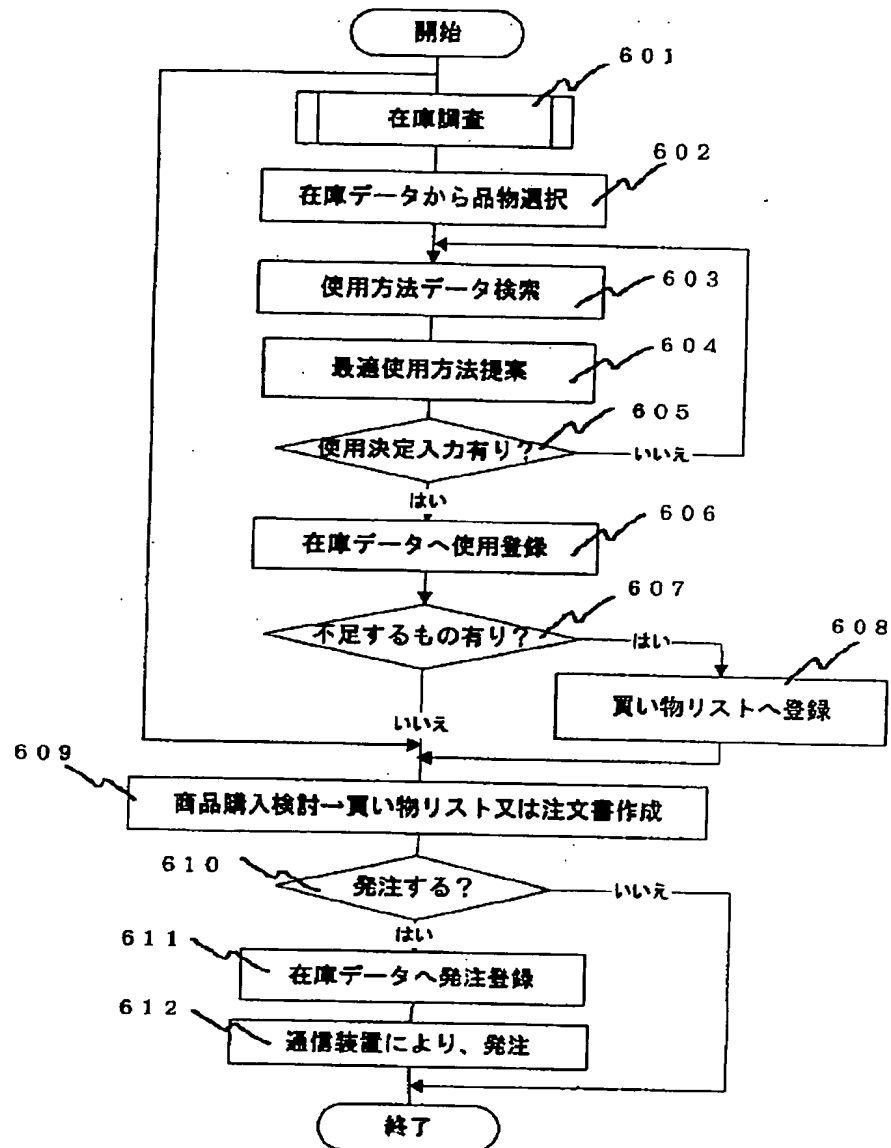 開始
601
在庫調査
602
在庫データから品物選択
使用方法データ検索
603
最適使用方法提案
604
605
使用決定入力有り?
いいえ
はい
606
在庫データへ使用登録
607
不足するもの有り?
はい
608
買い物リストへ登録
いいえ
609
商品購入検討→買い物リスト又は注文書作成
610
発注する?
いいえ
はい
611
在庫データへ発注登録
612
通信装置により、発注
終了